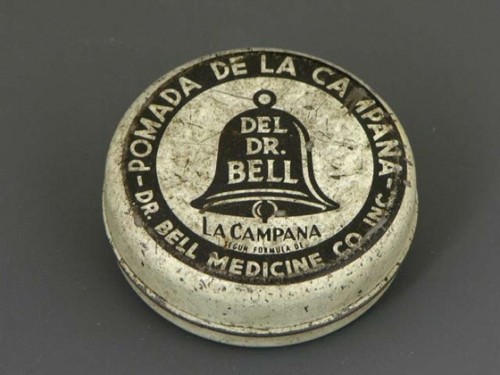 POMADA DE LA CAMPANA
DEL
DR.
BELL
LA CAMPANA
SEGUN FORMULA DE
- DR. BELL MEDICINE CO. INC. -